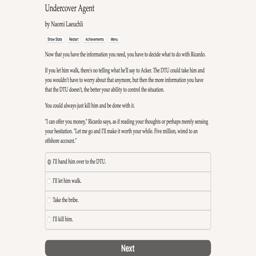 Undercover Agent
by Naomi Laeuchli
Show Stats Restart Achievements Menu
Now that you have the information you need, you have to decide what to do with Ricardo.
If you let him walk, there's no telling what he'll say to Acker. The DTU could take him and
you wouldn't have to worry about that anymore, but then the more information you have
that the DTU doesn't, the better your ability to control the situation.
You could always just kill him and be done with it.
"I can offer you money," Ricardo says, as if reading your thoughts or perhaps merely sensing
your hesitation. "Let me go and I'll make it worth your while. Five million, wired to an
offshore account."
I'll hand him over to the DTU.
I'll let him walk.
Take the bribe.
I'll kill him.
Next